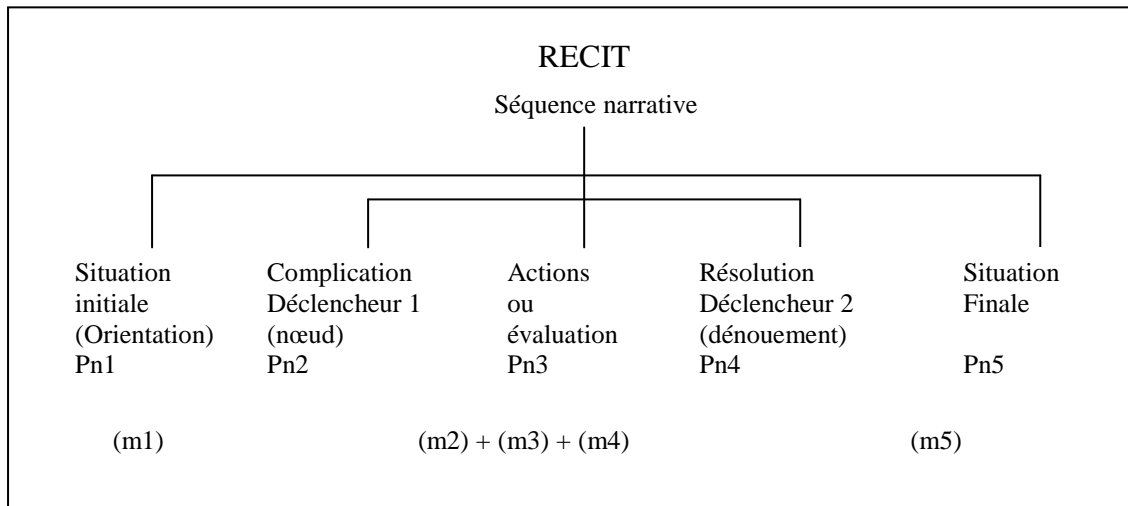 RECIT
Séquence narrative
Situation
initiale
(Orientation)
Pn1
Complication
Déclencheur 1
(nœud)
Pn2
Actions
ou
évaluation
Pn3
Résolution
Déclencheur 2
(dénouement)
Pn4
Situation
Finale
Pn5
(m1)
(m2) + (m3) + (m4)
(m5)